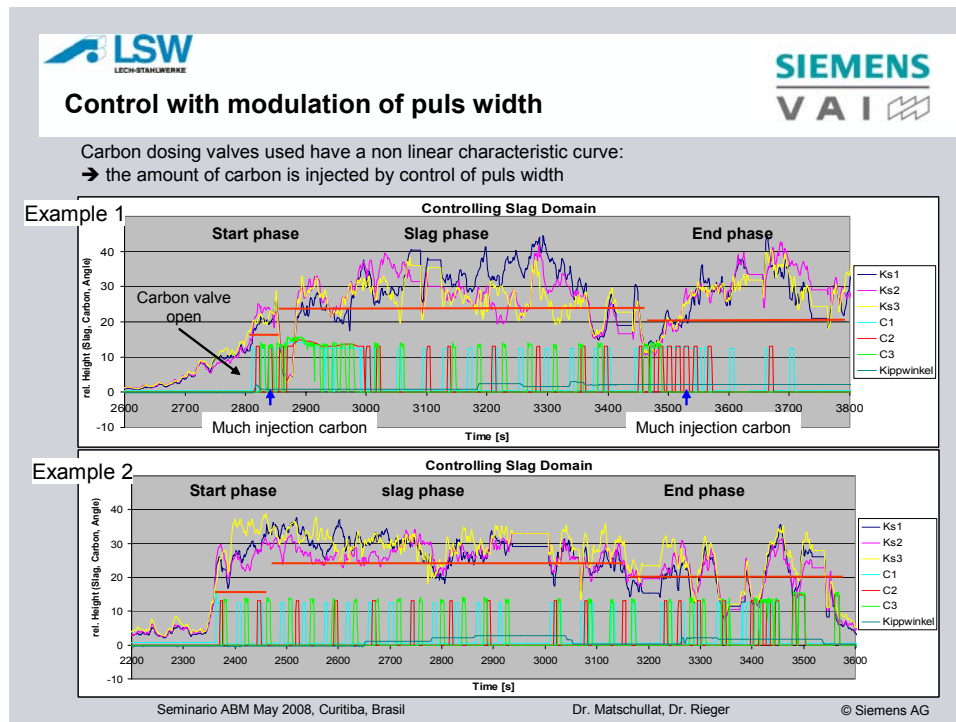 LSW
LECH-STAHLWERKE
SIEMENS
VAI
Control with modulation of puls width
Carbon dosing valves used have a non linear characteristic curve:
➔ the amount of carbon is injected by control of puls width
Example 1
Controlling Slag Domain
Start phase
Slag phase
End phase
rel. Height (Slag, Carbon, Angle)
40
30
20
10
0
-10
Carbon valve
open
2600 2700 2800 2900 3000 3100 3200 3300 3400 3500 3600 3700 3800
Much injection carbon
Much injection carbon
Time [s]
Ks1
Ks2
Ks3
C1
C2
C3
Kippwinkel
Example 2
Controlling Slag Domain
Start phase
slag phase
End phase
rel. Height (Slag, Carbon, Angle)
40
30
20
10
0
-10
2200 2300 2400 2500 2600 2700 2800 2900 3000 3100 3200 3300 3400 3500 3600
Time [s]
Ks1
Ks2
Ks3
C1
C2
C3
Kippwinkel
Seminario ABM May 2008, Curitiba, Brasil
Dr. Matschullat, Dr. Rieger
© Siemens AG